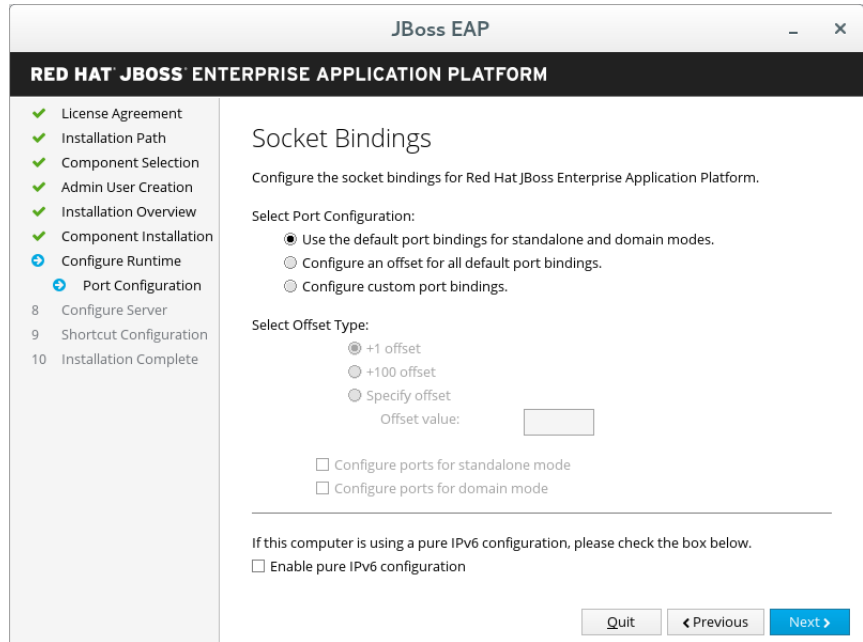 JBoss EAP
RED HAT JBOSS ENTERPRISE APPLICATION PLATFORM
License Agreement
Installation Path
Component Selection
Admin User Creation
Installation Overview
Component Installation
Configure Runtime
Port Configuration
8 Configure Server
9 Shortcut Configuration
10 Installation Complete
Socket Bindings
Configure the socket bindings for Red Hat JBoss Enterprise Application Platform.
Select Port Configuration:
Use the default port bindings for standalone and domain modes.
Configure an offset for all default port bindings.
Configure custom port bindings.
Select Offset Type:
+1 offset
+100 offset
Specify offset
Offset value:
Configure ports for standalone mode
Configure ports for domain mode
If this computer is using a pure IPv6 configuration, please check the box below.
Enable pure IPv6 configuration
Quit
Previous
Next